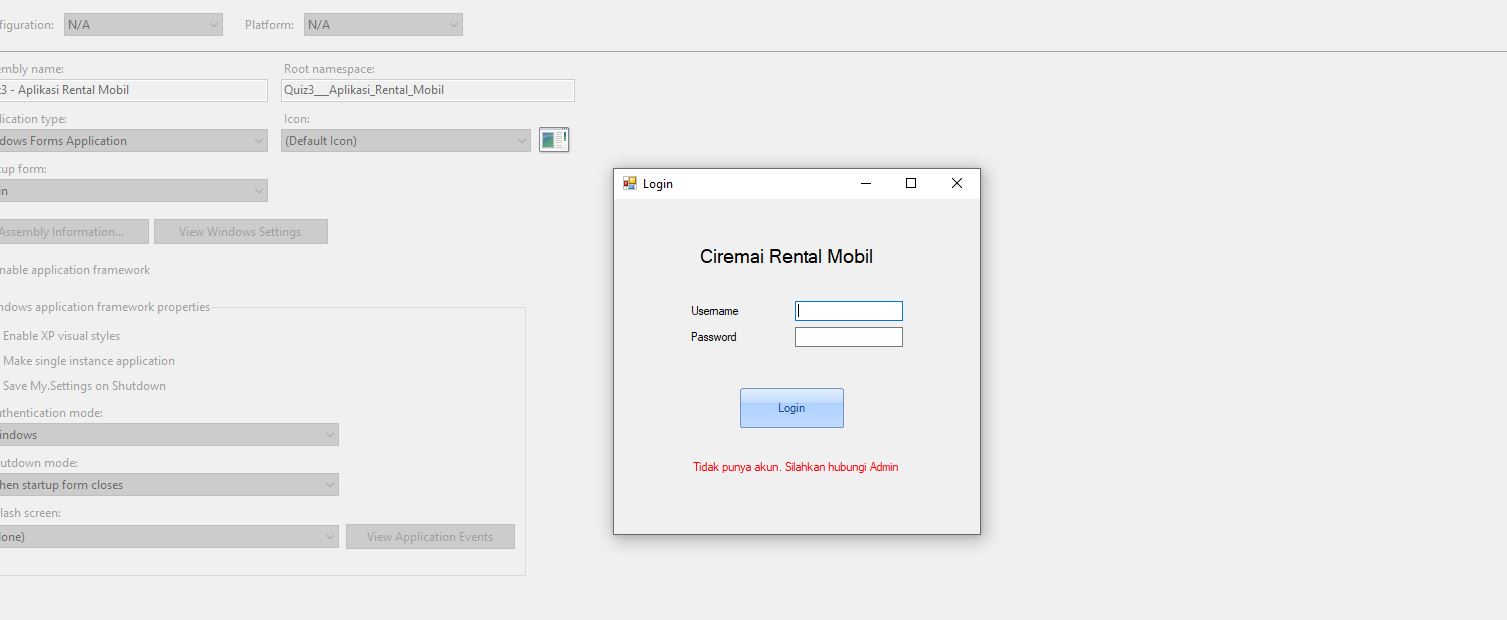 figuration: N/A Platform: N/A
embly name: Root namespace:
z3 - Aplikasi Rental Mobil Quiz3___Aplikasi_Rental_Mobil
lication type: Icon:
dows Forms Application (Default Icon)
tup form:
in
Assembly Information... View Windows Settings
nable application framework
ndows application framework properties
Enable XP visual styles
Make single instance application
Save My.Settings on Shutdown
uthentication mode:
indows
utdown mode:
hen startup form closes
lash screen:
lone) View Application Events
Login
Ciremai Rental Mobil
Username
Password
Login
Tidak punya akun. Silahkan hubungi Admin